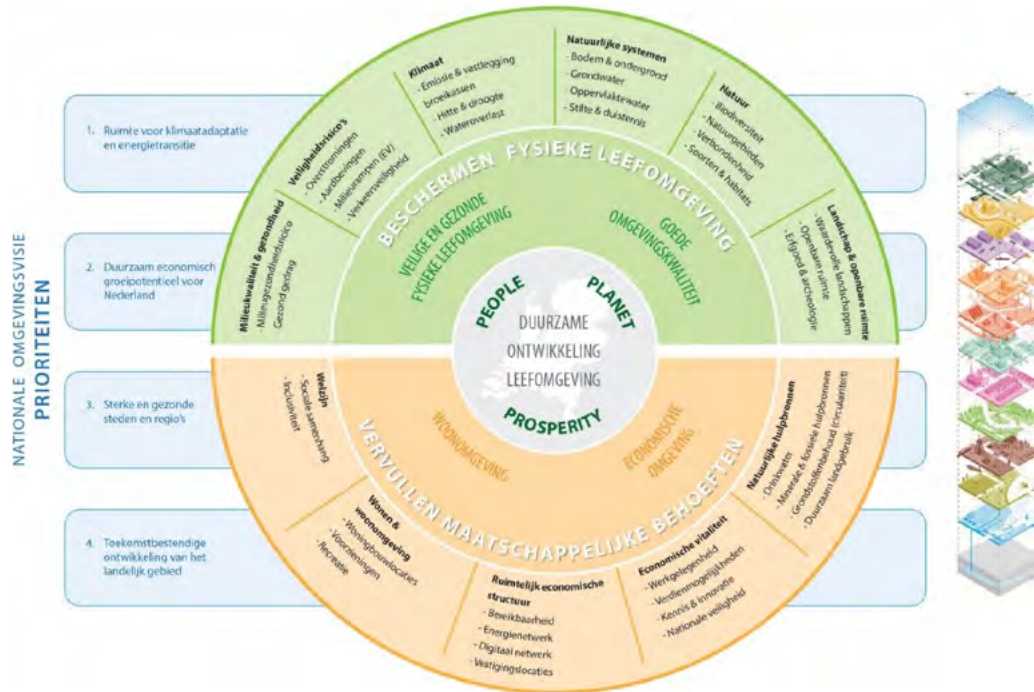 NATIONALE OMGEVINGSVISIE
PRIORITEITEN
1. Ruimte voor klimaatadaptatie
en energietransitie
2. Duurzaam economisch
groeipotentieel voor
Nederland
3. Sterke en gezonde
steden en regio's
4. Toekomstbestendige
ontwikkeling van het
landelijk gebied
Milieukwaliteit & gezondheid
- Milieugezondheidsrisico
Gezond gedrag
Veiligheidsrisico's
- Overstromingen
- Aardbevingen
- Milieurampen (EV)
- Verkeersveiligheid
Klimaat
- Emissie & vastlegging
broeikassen
- Hitte & droogte
- Wateroverlast
Natuurlijke systemen
- Bodem & ondergrond
- Grondwater
- Oppervlaktewater
- Stilte & duisternis
Natuur
- Biodiversiteit
- Natuurgebieden
- Verbondenheid
- Soorten & habitats
Landschap & openbare ruimte
- Waardevolle landschappen
- Openbare ruimte
- Erfgoed & archeologie
BESCHERMEN FYSIEKE LEEFOMGEVING
VEILIGE EN GEZONDE
FYSIEKE LEEFOMGEVING
GOEDE
OMGEVINGSKWALITEIT
PEOPLE
PLANET
DUURZAME
ONTWIKKELING
LEEFOMGEVING
PROSPERITY
WOONOMGEVING
ECONOMISCHE
OMGEVING
VERVULLEN MAATSCHAPPELIJKE BEHOEFTEN
Welzijn
- Sociale samenhang
- Inclusiviteit
Wonen &
woonomgeving
- Woningbouwlocaties
- Voorzieningen
- Recreatie
Ruimtelijk economische
structuur
- Bereikbaarheid
- Energienetwerk
- Digitaal netwerk
- Vestigingslocaties
Economische vitaliteit
- Werkgelegenheid
- Verdienmogelijkheden
- Kennis & Innovatie
- Nationale veiligheid
Natuurlijke hulpbronnen
- Drinkwater
- Minerale & fossiele hulpbronnen
- Grondstoffenbehoud (circulariteit)
- Duurzaam landgebruik